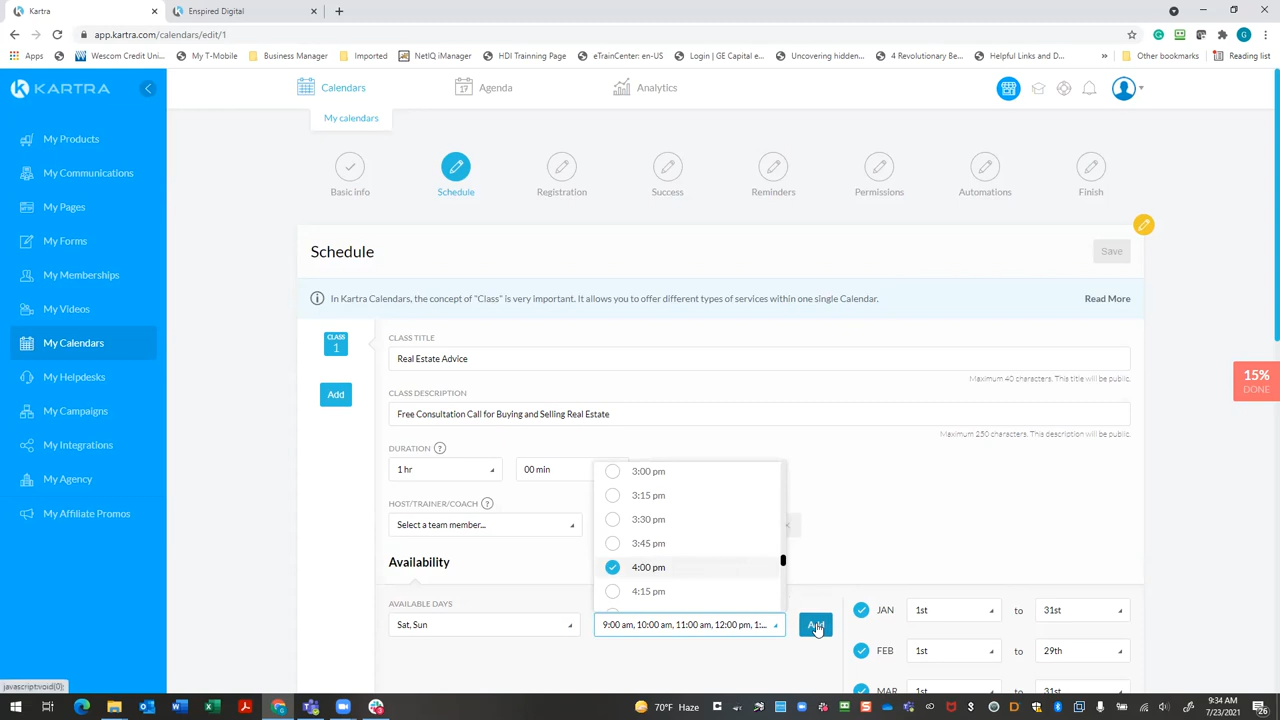 Kartra
Enspired Digital
app.kartra.com/calendars/edit/1
Apps
Wescom Credit Uni...
My T-Mobile
Business Manager
Imported
NetIQ iManager
HDI Trainning Page
eTrainCenter: en-US
Login | GE Capital e...
Uncovering hidden...
4 Revolutionary Be...
Helpful Links and D...
»
Other bookmarks
Reading list
KARTRA
Calendars
17
Agenda
Analytics
My calendars
My Products
My Communications
My Pages
My Forms
My Memberships
My Videos
My Calendars
My Helpdesks
My Campaigns
My Integrations
My Agency
My Affiliate Promos
Basic info
Schedule
Registration
Success
Reminders
Permissions
Automations
Finish
Schedule
Save
In Kartra Calendars, the concept of "Class" is very important. It allows you to offer different types of services within one single Calendar.
Read More
CLASS
1
Add
CLASS TITLE
Real Estate Advice
Maximum 40 characters. This title will be public.
CLASS DESCRIPTION
Free Consultation Call for Buying and Selling Real Estate
Maximum 250 characters. This description will be public.
15%
DONE
DURATION ?
1 hr
00 min
HOST/TRAINER/COACH ?
Select a team member...
3:00 pm
3:15 pm
3:30 pm
3:45 pm
4:00 pm
4:15 pm
Availability
AVAILABLE DAYS
Sat, Sun
9:00 am, 10:00 am, 11:00 am, 12:00 pm, 1:...
JAN
1st
to
31st
FEB
1st
to
29th
MAR
1st
to
31st
javascript:void(0);
70°F Haze
9:34 AM
7/23/2021
26